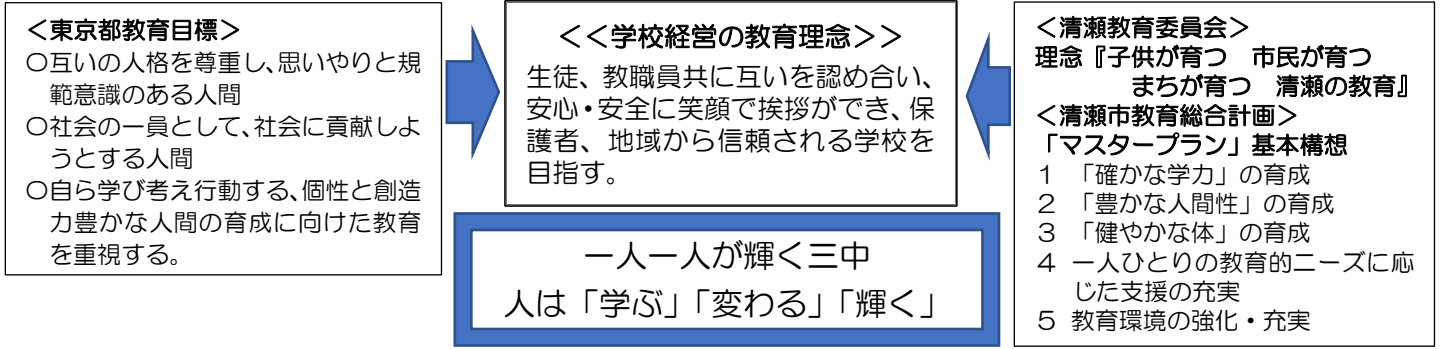 ＜東京都教育目標＞
〇互いの人格を尊重し、思いやりと規
範意識のある人間
〇社会の一員として、社会に貢献しよ
うとする人間
〇自ら学び考え行動する、個性と創造
力豊かな人間の育成に向けた教育
を重視する。
＜＜学校経営の教育理念＞＞
生徒、教職員共に互いを認め合い、
安心・安全に笑顔で挨拶ができ、保
護者、地域から信頼される学校を
目指す。
一人一人が輝く三中
人は「学ぶ」「変わる」「輝く」
＜清瀬教育委員会＞
理念『子供が育つ　市民が育つ
まちが育つ　清瀬の教育』
＜清瀬市教育総合計画＞
「マスタープラン」基本構想
１　「確かな学力」の育成
２　「豊かな人間性」の育成
３　「健やかな体」の育成
４　一人ひとりの教育的ニーズに応
じた支援の充実
５　教育環境の強化・充実